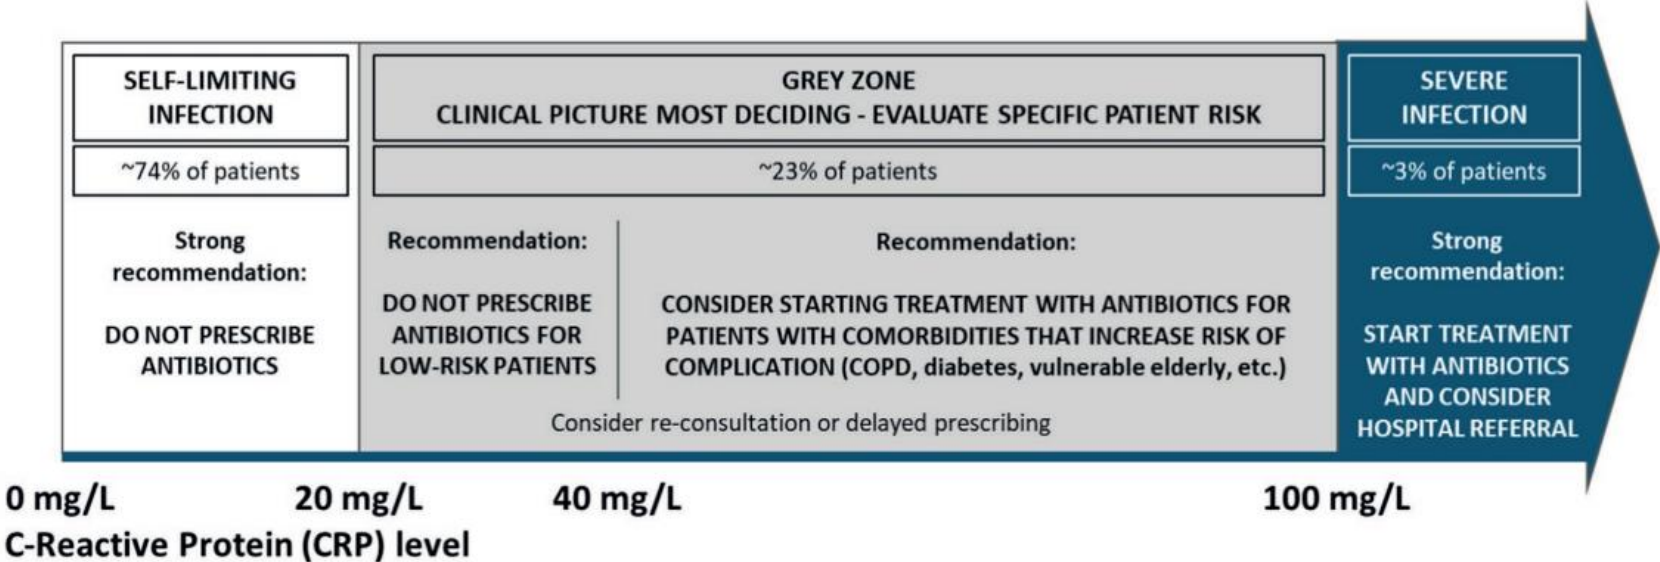 SELF-LIMITING
INFECTION
~74% of patients
Strong
recommendation:
DO NOT PRESCRIBE
ANTIBIOTICS
GREY ZONE
CLINICAL PICTURE MOST DECIDING - EVALUATE SPECIFIC PATIENT RISK
~23% of patients
Recommendation:
DO NOT PRESCRIBE
ANTIBIOTICS FOR
LOW-RISK PATIENTS
Recommendation:
CONSIDER STARTING TREATMENT WITH ANTIBIOTICS FOR
PATIENTS WITH COMORBIDITIES THAT INCREASE RISK OF
COMPLICATION (COPD, diabetes, vulnerable elderly, etc.)
Consider re-consultation or delayed prescribing
SEVERE
INFECTION
~3% of patients
Strong
recommendation:
START TREATMENT
WITH ANTIBIOTICS
AND CONSIDER
HOSPITAL REFERRAL
0 mg/L
20 mg/L
40 mg/L
100 mg/L
C-Reactive Protein (CRP) level